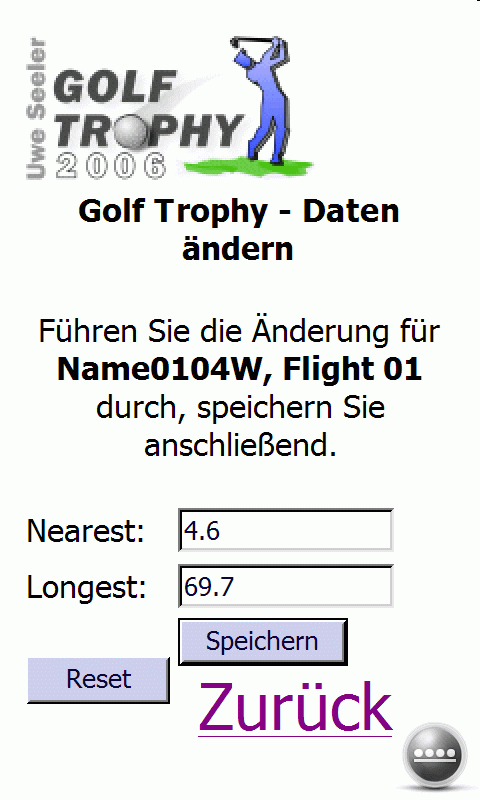 Uwe Seeler
GOLF
TROPHY
2006
Golf Trophy - Daten
ändern
Führen Sie die Änderung für
Name0104W, Flight 01
durch, speichern Sie
anschließend.
Nearest: 4.6
Longest: 69.7
Speichern
Reset
Zurück